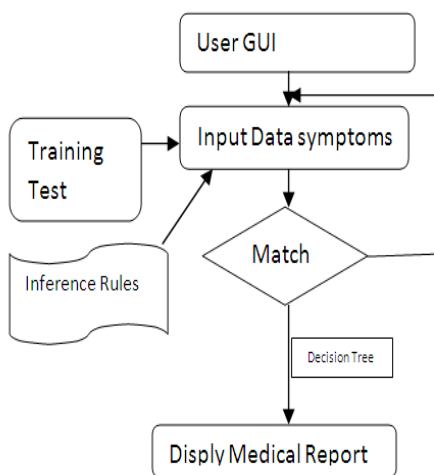 User GUI
Input Data symptoms
Training
Test
Inference Rules
Match
Decision Tree
Disply Medical Report